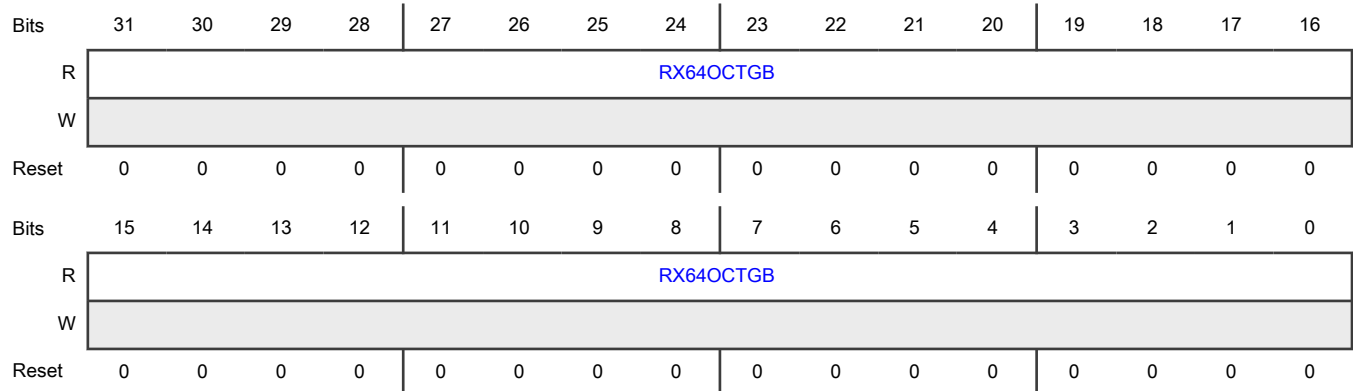 Bits 31 30 29 28 27 26 25 24 23 22 21 20 19 18 17 16
R RX64OCTGB
W
Reset 0 0 0 0 0 0 0 0 0 0 0 0 0 0 0 0
Bits 15 14 13 12 11 10 9 8 7 6 5 4 3 2 1 0
R RX64OCTGB
W
Reset 0 0 0 0 0 0 0 0 0 0 0 0 0 0 0 0